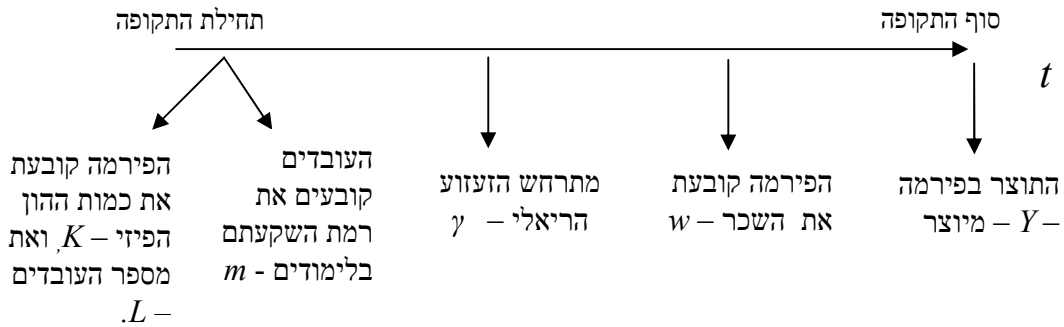 תחילת התקופה
סוף התקופה
t
הפירמה קובעת
את כמות ההון
הפיזי – K, ואת
מספר העובדים
– L.
העובדים
קובעים את
רמת השקעתם
בלימודים - m
מתרחש הזעזוע
הריאלי – γ
הפירמה קובעת
את השכר – w
התוצר בפירמה
– Y – מיוצר